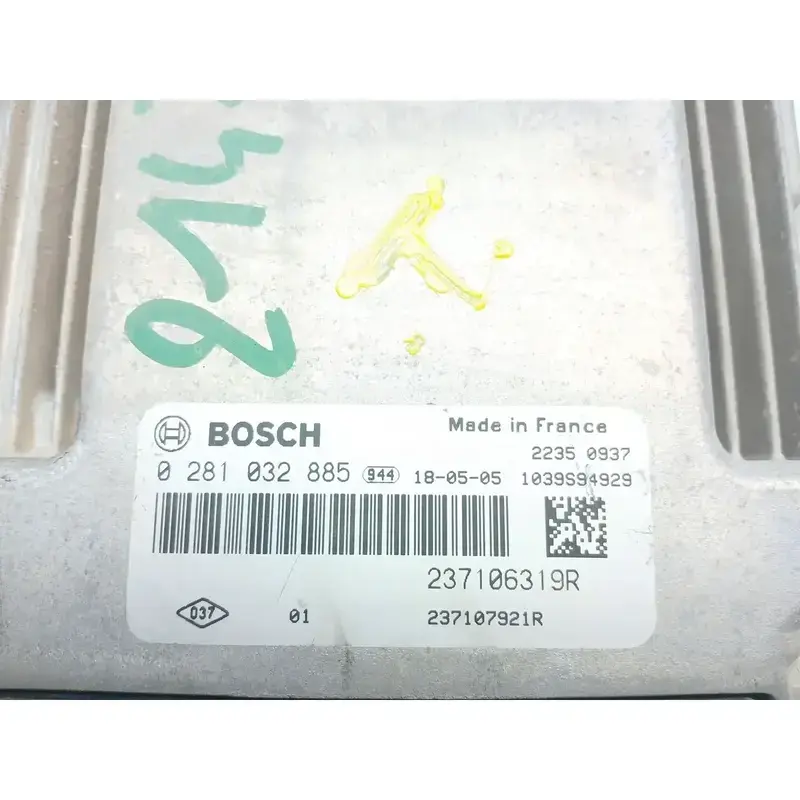 BOSCH
Made in France
2235 0937
0 281 032 885 944 18-05-05 1039S94929
237106319R
037 01 237107921R